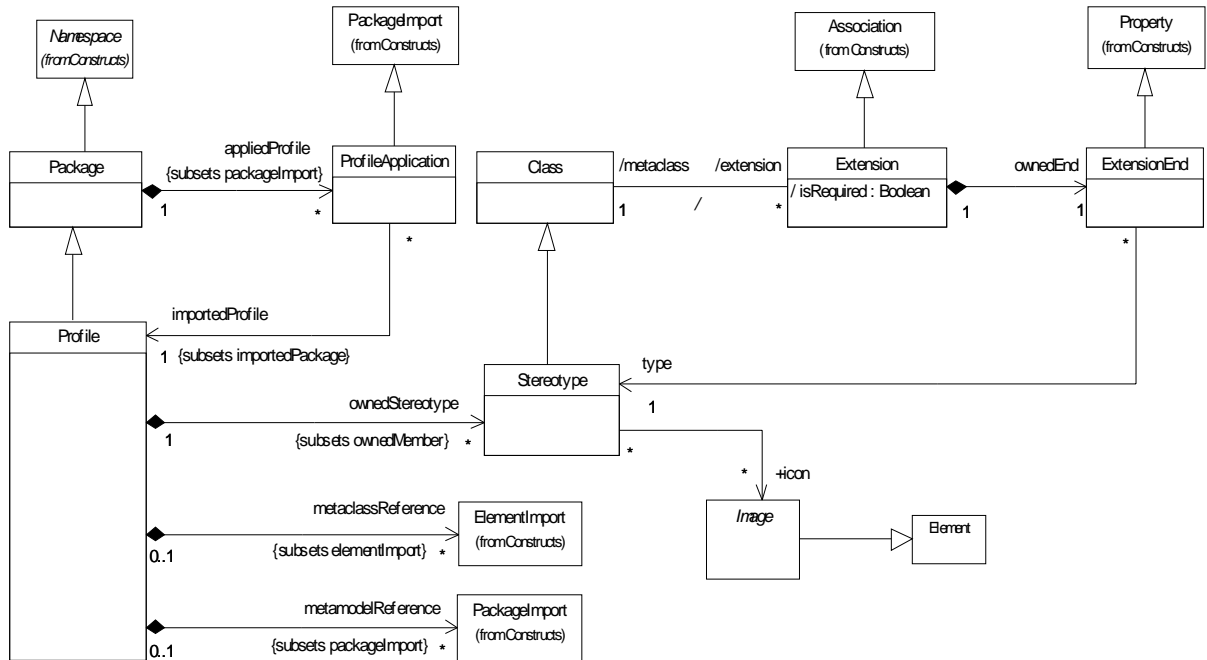 Namespace
(fromConstructs)
PackageImport
(fromConstructs)
Association
(fromConstructs)
Property
(fromConstructs)
Package
appliedProfile
{subsets packageImport}
1
*
ProfileApplication
*
Class
/metaclass
/extension
1
/
*
Extension
/ isRequired : Boolean
1
ownedEnd
1
ExtensionEnd
*
importedProfile
1 {subsets importedPackage}
Profile
type
1
Stereotype
ownedStereotype
1
{subsets ownedMember} *
*
* +icon
Image
Element
metaclassReference
0..1
{subsets elementImport} *
ElementImport
(fromConstructs)
metamodelReference
0..1
{subsets packageImport} *
PackageImport
(fromConstructs)